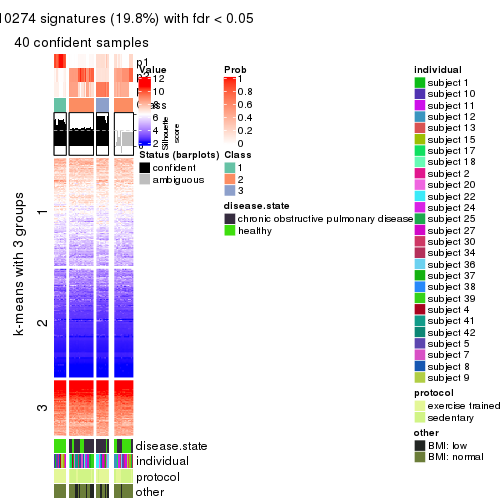 10274 signatures (19.8%) with fdr < 0.05
40 confident samples
p1
p2
Value
12
10
8
6
4
2
Silhouette
score
Status (barplots)
confident
ambiguous
Prob
1
0.8
0.6
0.4
0.2
0
Class
1
2
3
disease.state
chronic obstructive pulmonary disease
healthy
individual
subject 1
subject 10
subject 11
subject 12
subject 13
subject 15
subject 17
subject 18
subject 2
subject 20
subject 22
subject 24
subject 25
subject 27
subject 30
subject 34
subject 36
subject 37
subject 38
subject 39
subject 4
subject 41
subject 42
subject 5
subject 7
subject 8
subject 9
protocol
exercise trained
sedentary
other
BMI: low
BMI: normal
k-means with 3 groups
1
2
3
disease.state
individual
protocol
other